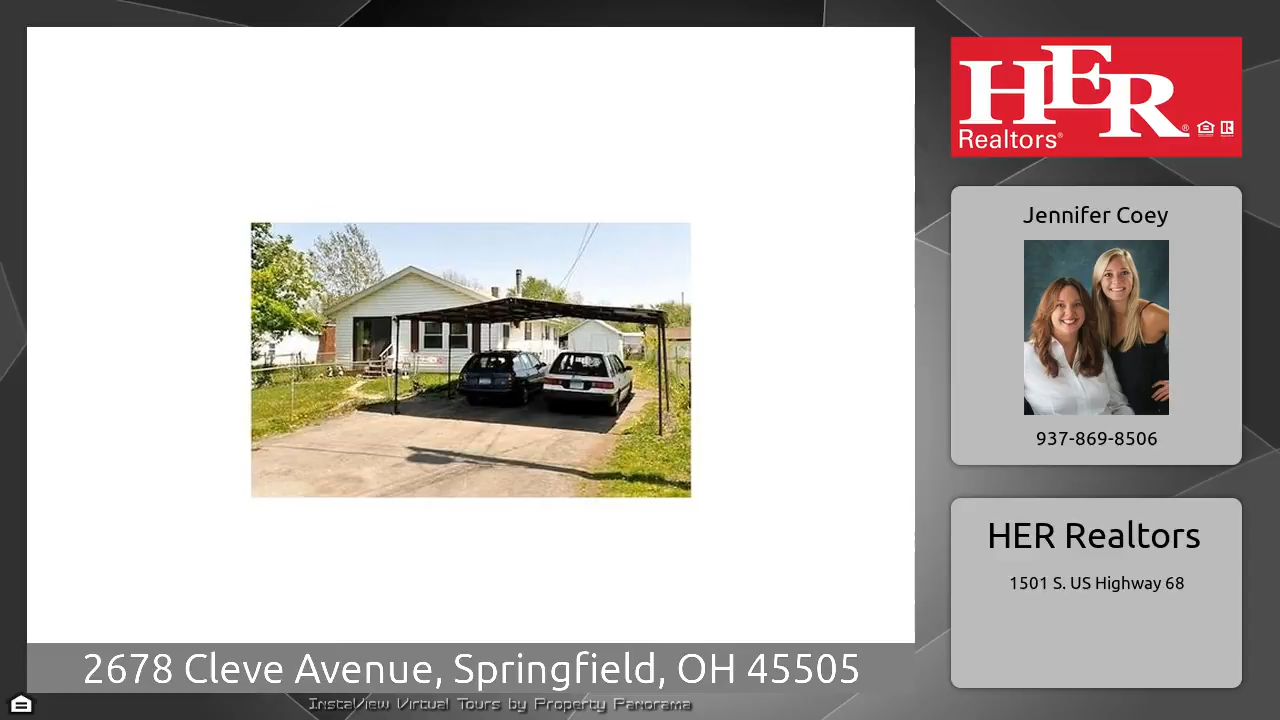 HER
Realtors®
Jennifer Coey
937-869-8506
HER Realtors
1501 S. US Highway 68
2678 Cleve Avenue, Springfield, OH 45505
InstaView Virtual Tours by Property Panorama